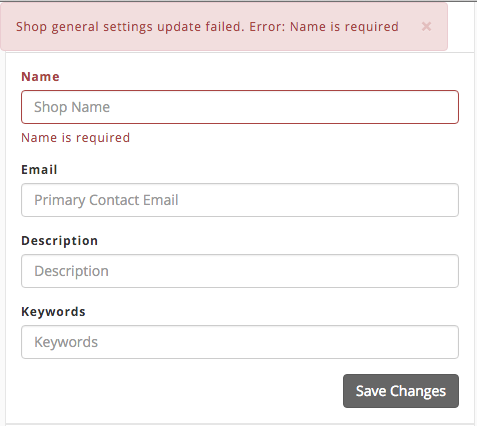 Shop general settings update failed. Error: Name is required ×
Name
Shop Name
Name is required
Email
Primary Contact Email
Description
Description
Keywords
Keywords
Save Changes